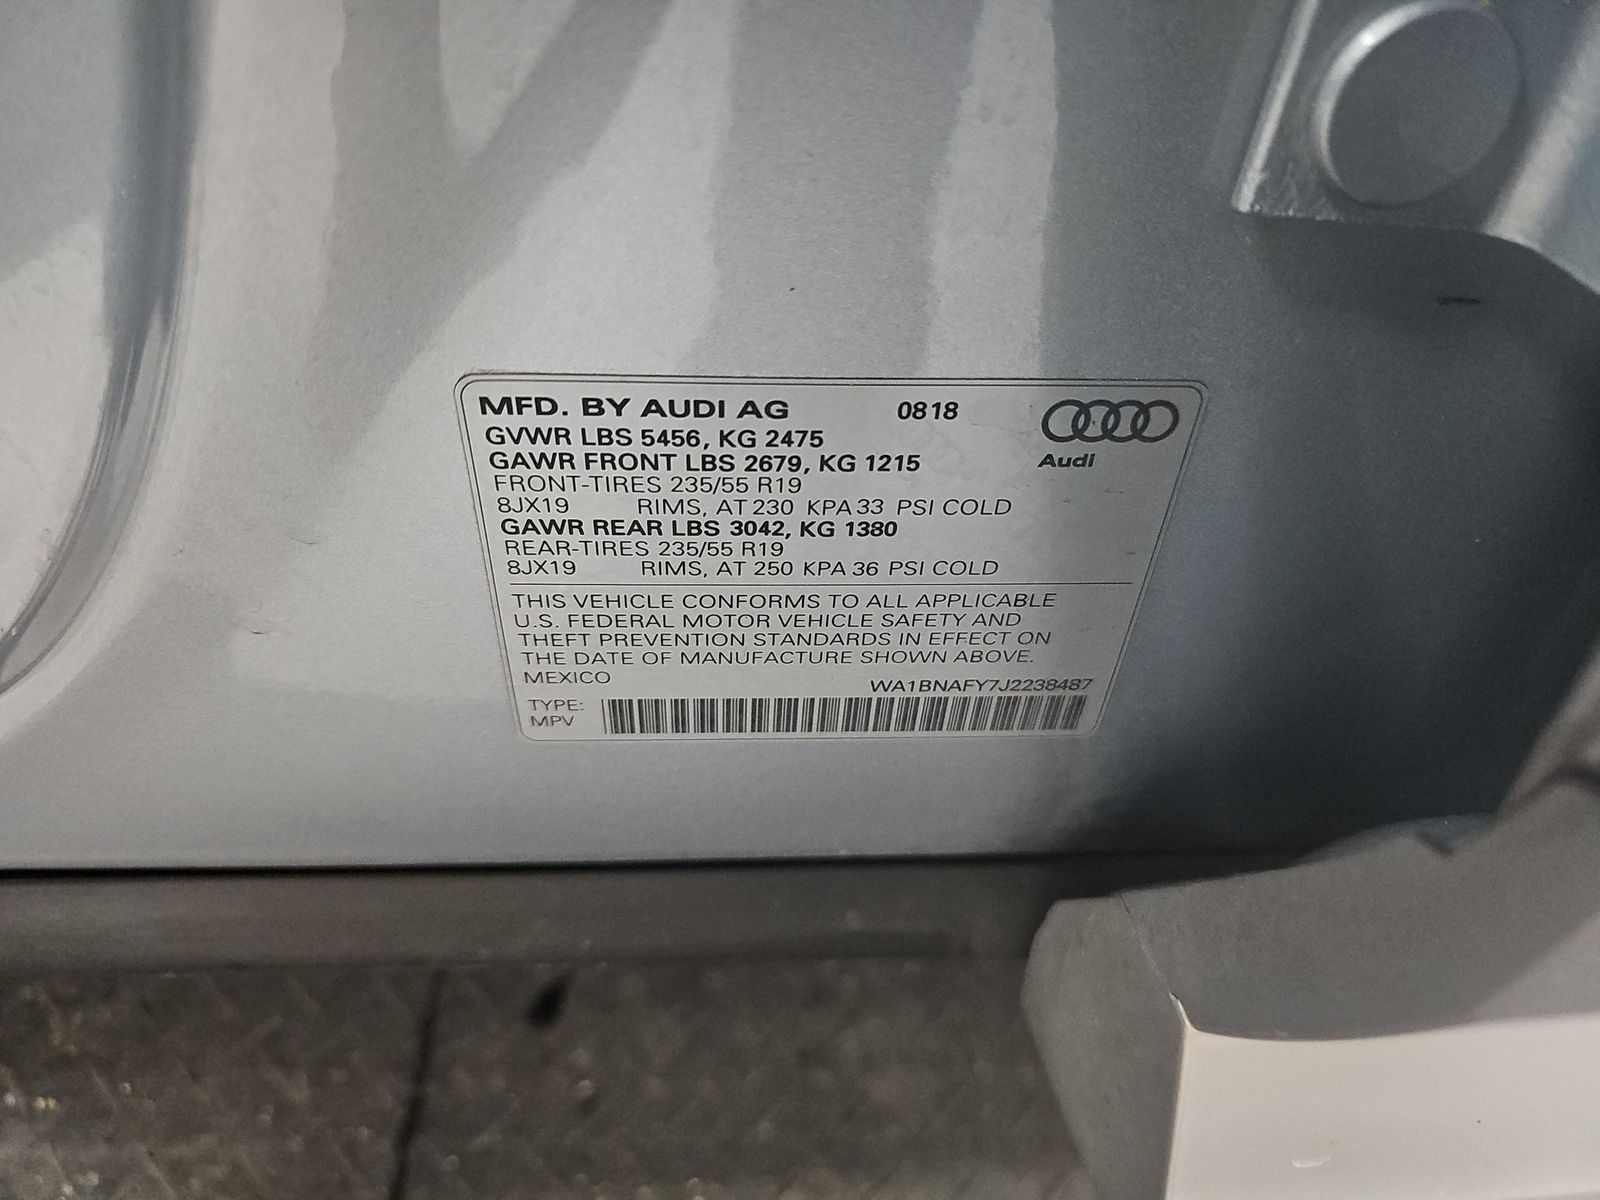 MFD. BY AUDI AG 0818
GVWR LBS 5456, KG 2475
GAWR FRONT LBS 2679, KG 1215
Audi
FRONT-TIRES 235/55 R19
8JX19 RIMS, AT 230 KPA 33 PSI COLD
GAWR REAR LBS 3042, KG 1380
REAR-TIRES 235/55 R19
8JX19 RIMS, AT 250 KPA 36 PSI COLD
THIS VEHICLE CONFORMS TO ALL APPLICABLE
U.S. FEDERAL MOTOR VEHICLE SAFETY AND
THEFT PREVENTION STANDARDS IN EFFECT ON
THE DATE OF MANUFACTURE SHOWN ABOVE.
MEXICO WA1BNAFY7J2238487
TYPE:
MPV